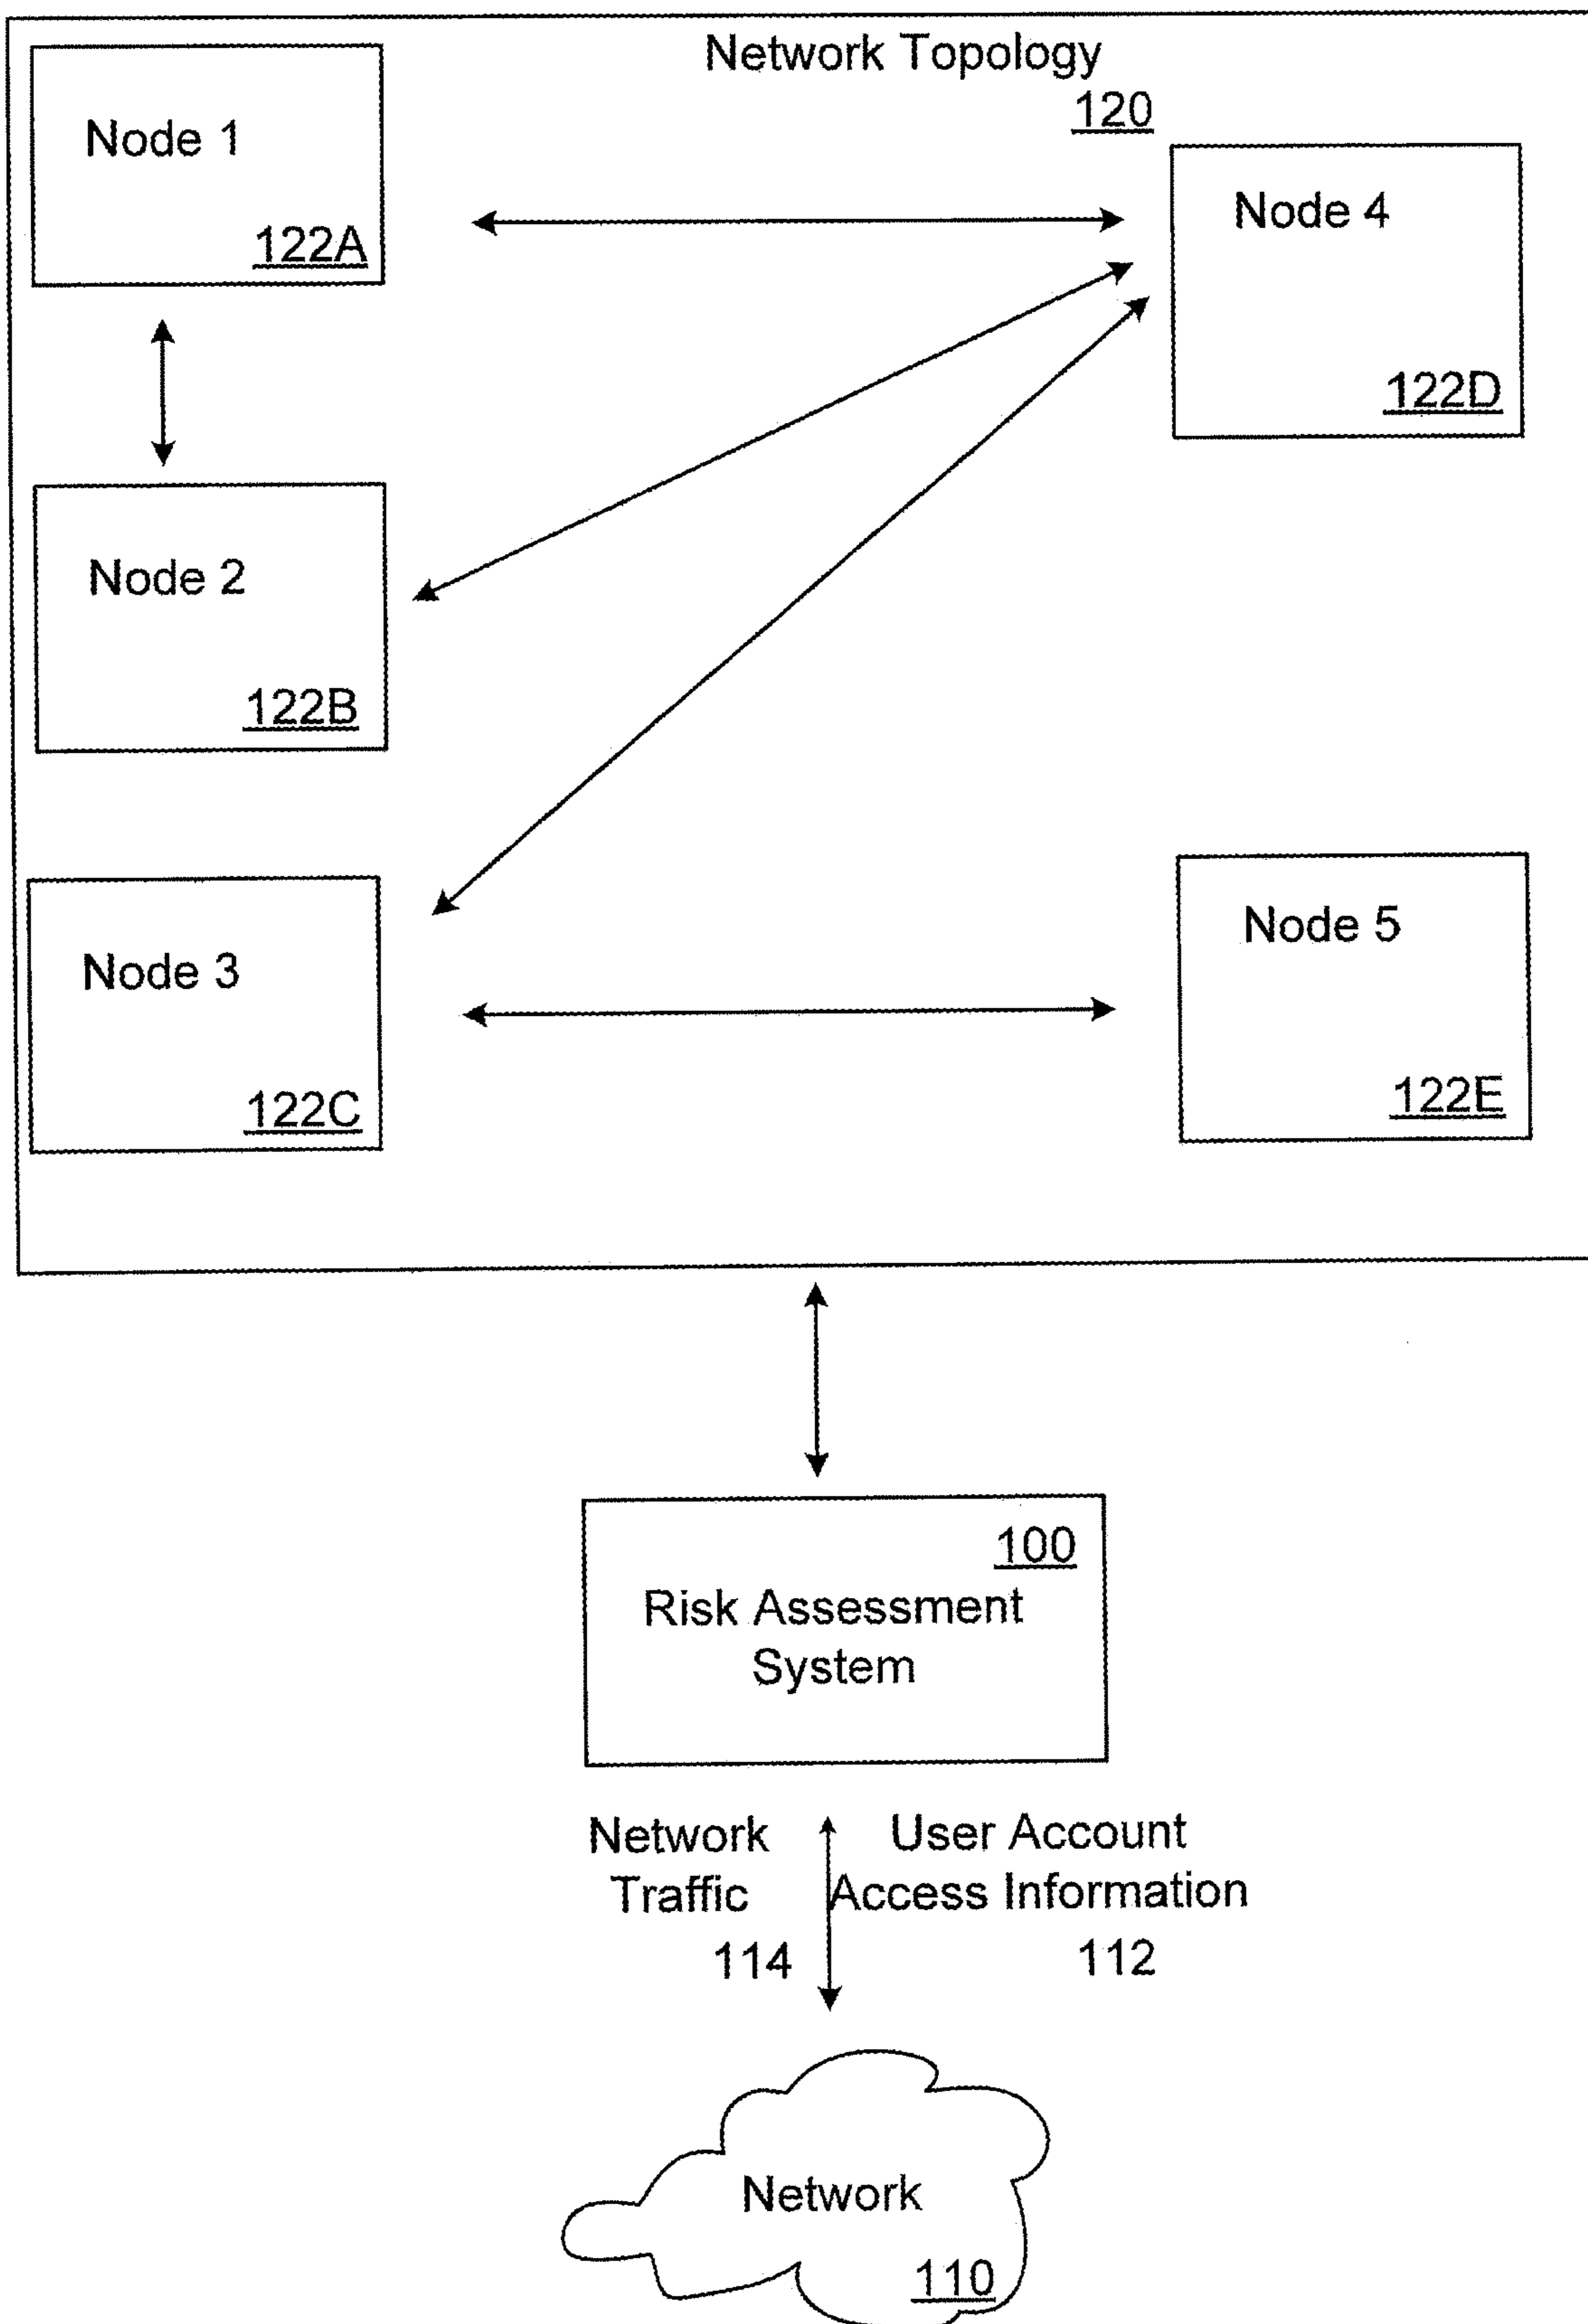 Network Topology
120
Node 1
122A
Node 4
122D
Node 2
122B
Node 3
122C
Node 5
122E
100
Risk Assessment
System
Network
Traffic
114
User Account
Access Information
112
Network
110